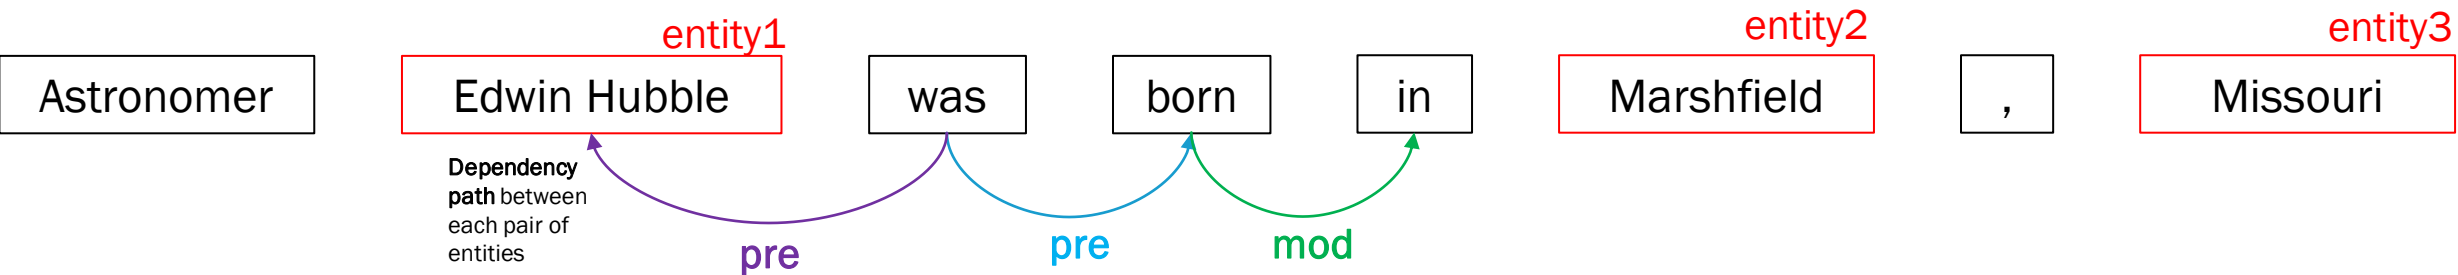 entity1 entity2 entity3
Astronomer Edwin Hubble was born in Marshfield , Missouri
Dependency
path between
each pair of
entities
pre pre mod